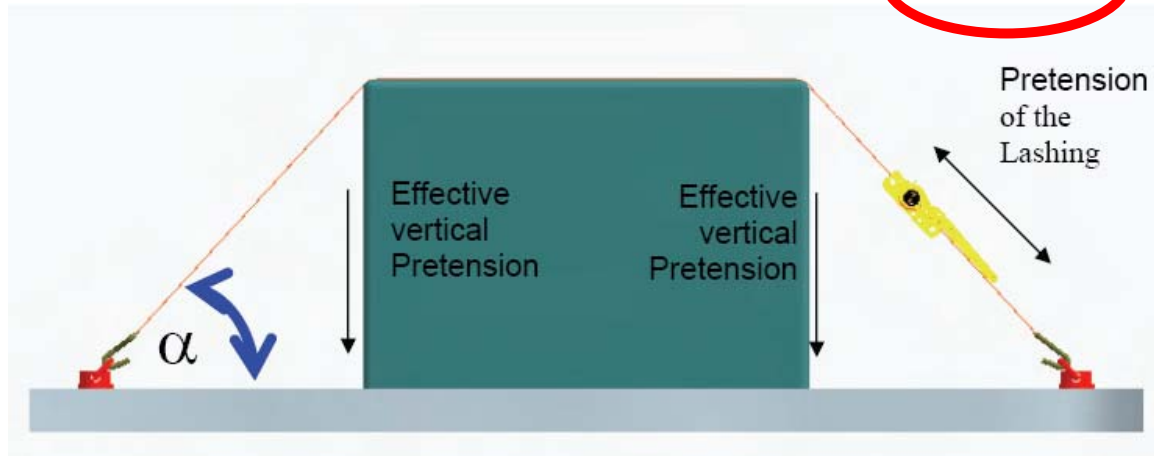 Pretension
of the
Lashing
Effective
vertical
Pretension
Effective
vertical
Pretension
α